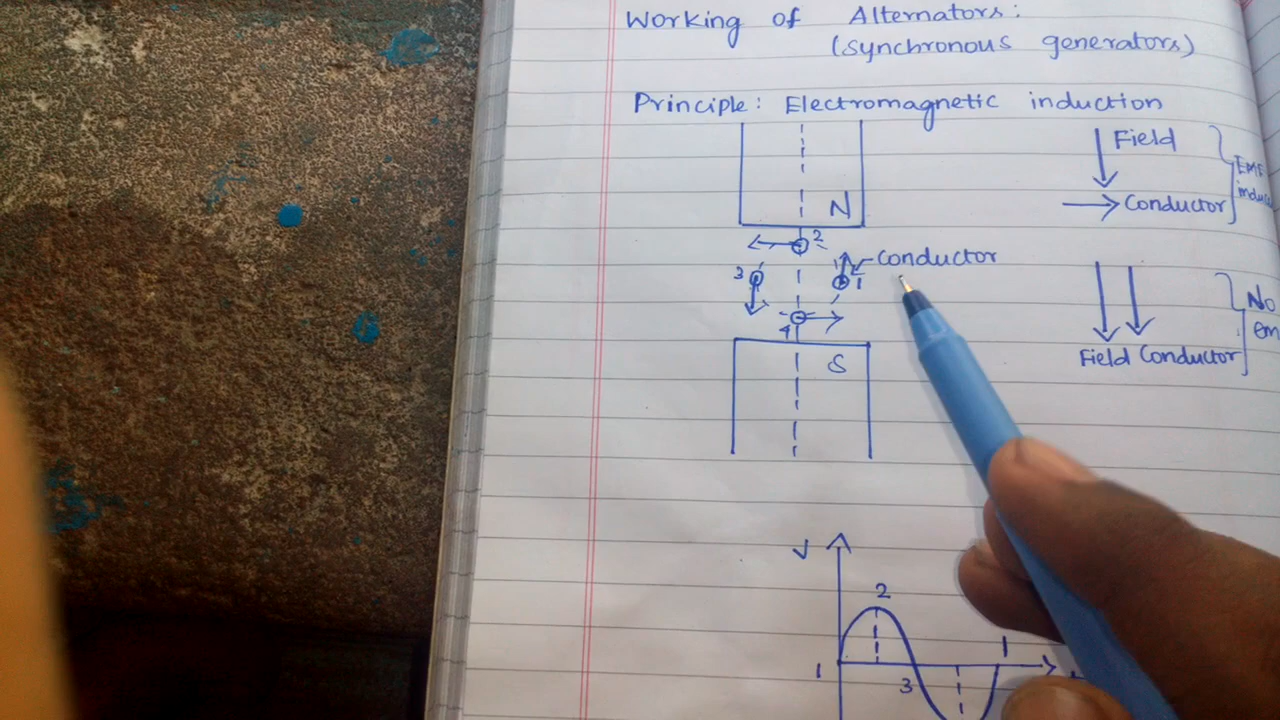 Working of Alternators:
(Synchronous generators)
Principle: Electromagnetic induction
Field
Conductor
N
2
Conductor
3
1
4
S
No
Field Conductor
V
2
1
3
1